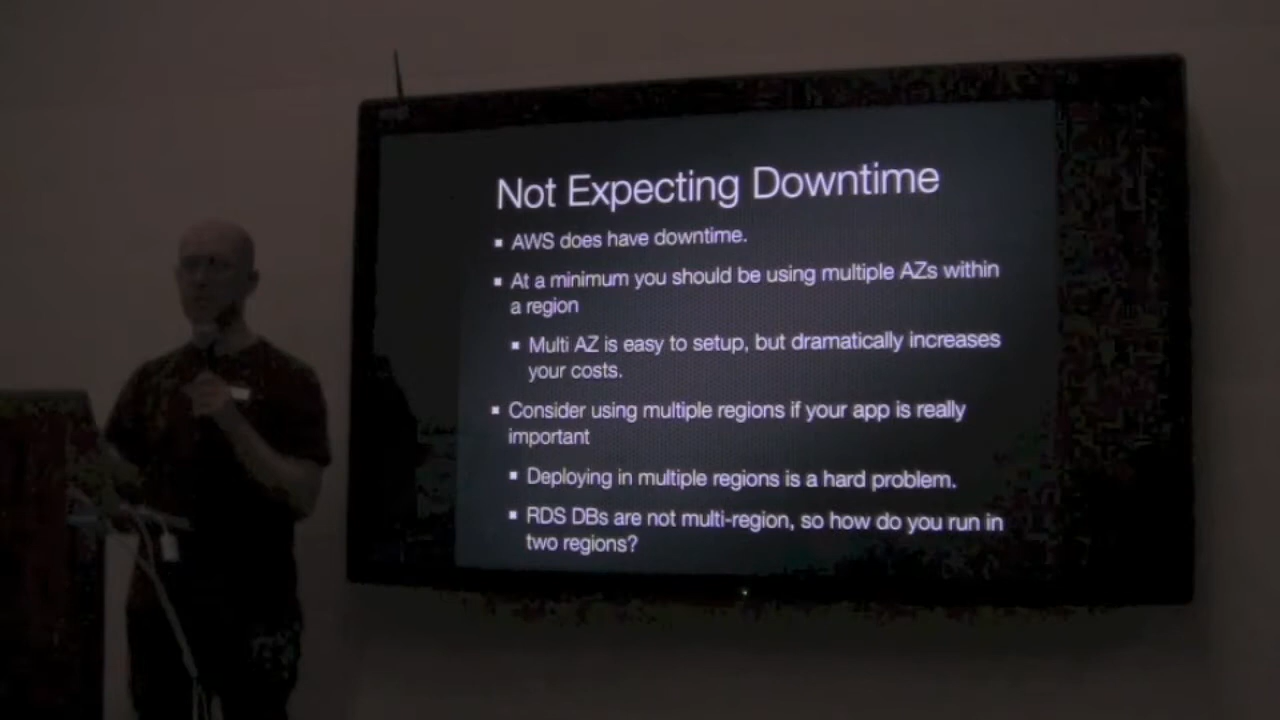 Not Expecting Downtime
▪ AWS does have downtime.
▪ At a minimum you should be using multiple AZs within
a region
▪ Multi AZ is easy to setup, but dramatically increases
your costs.
▪ Consider using multiple regions if your app is really
important
▪ Deploying in multiple regions is a hard problem.
▪ RDS DBs are not multi-region, so how do you run in
two regions?